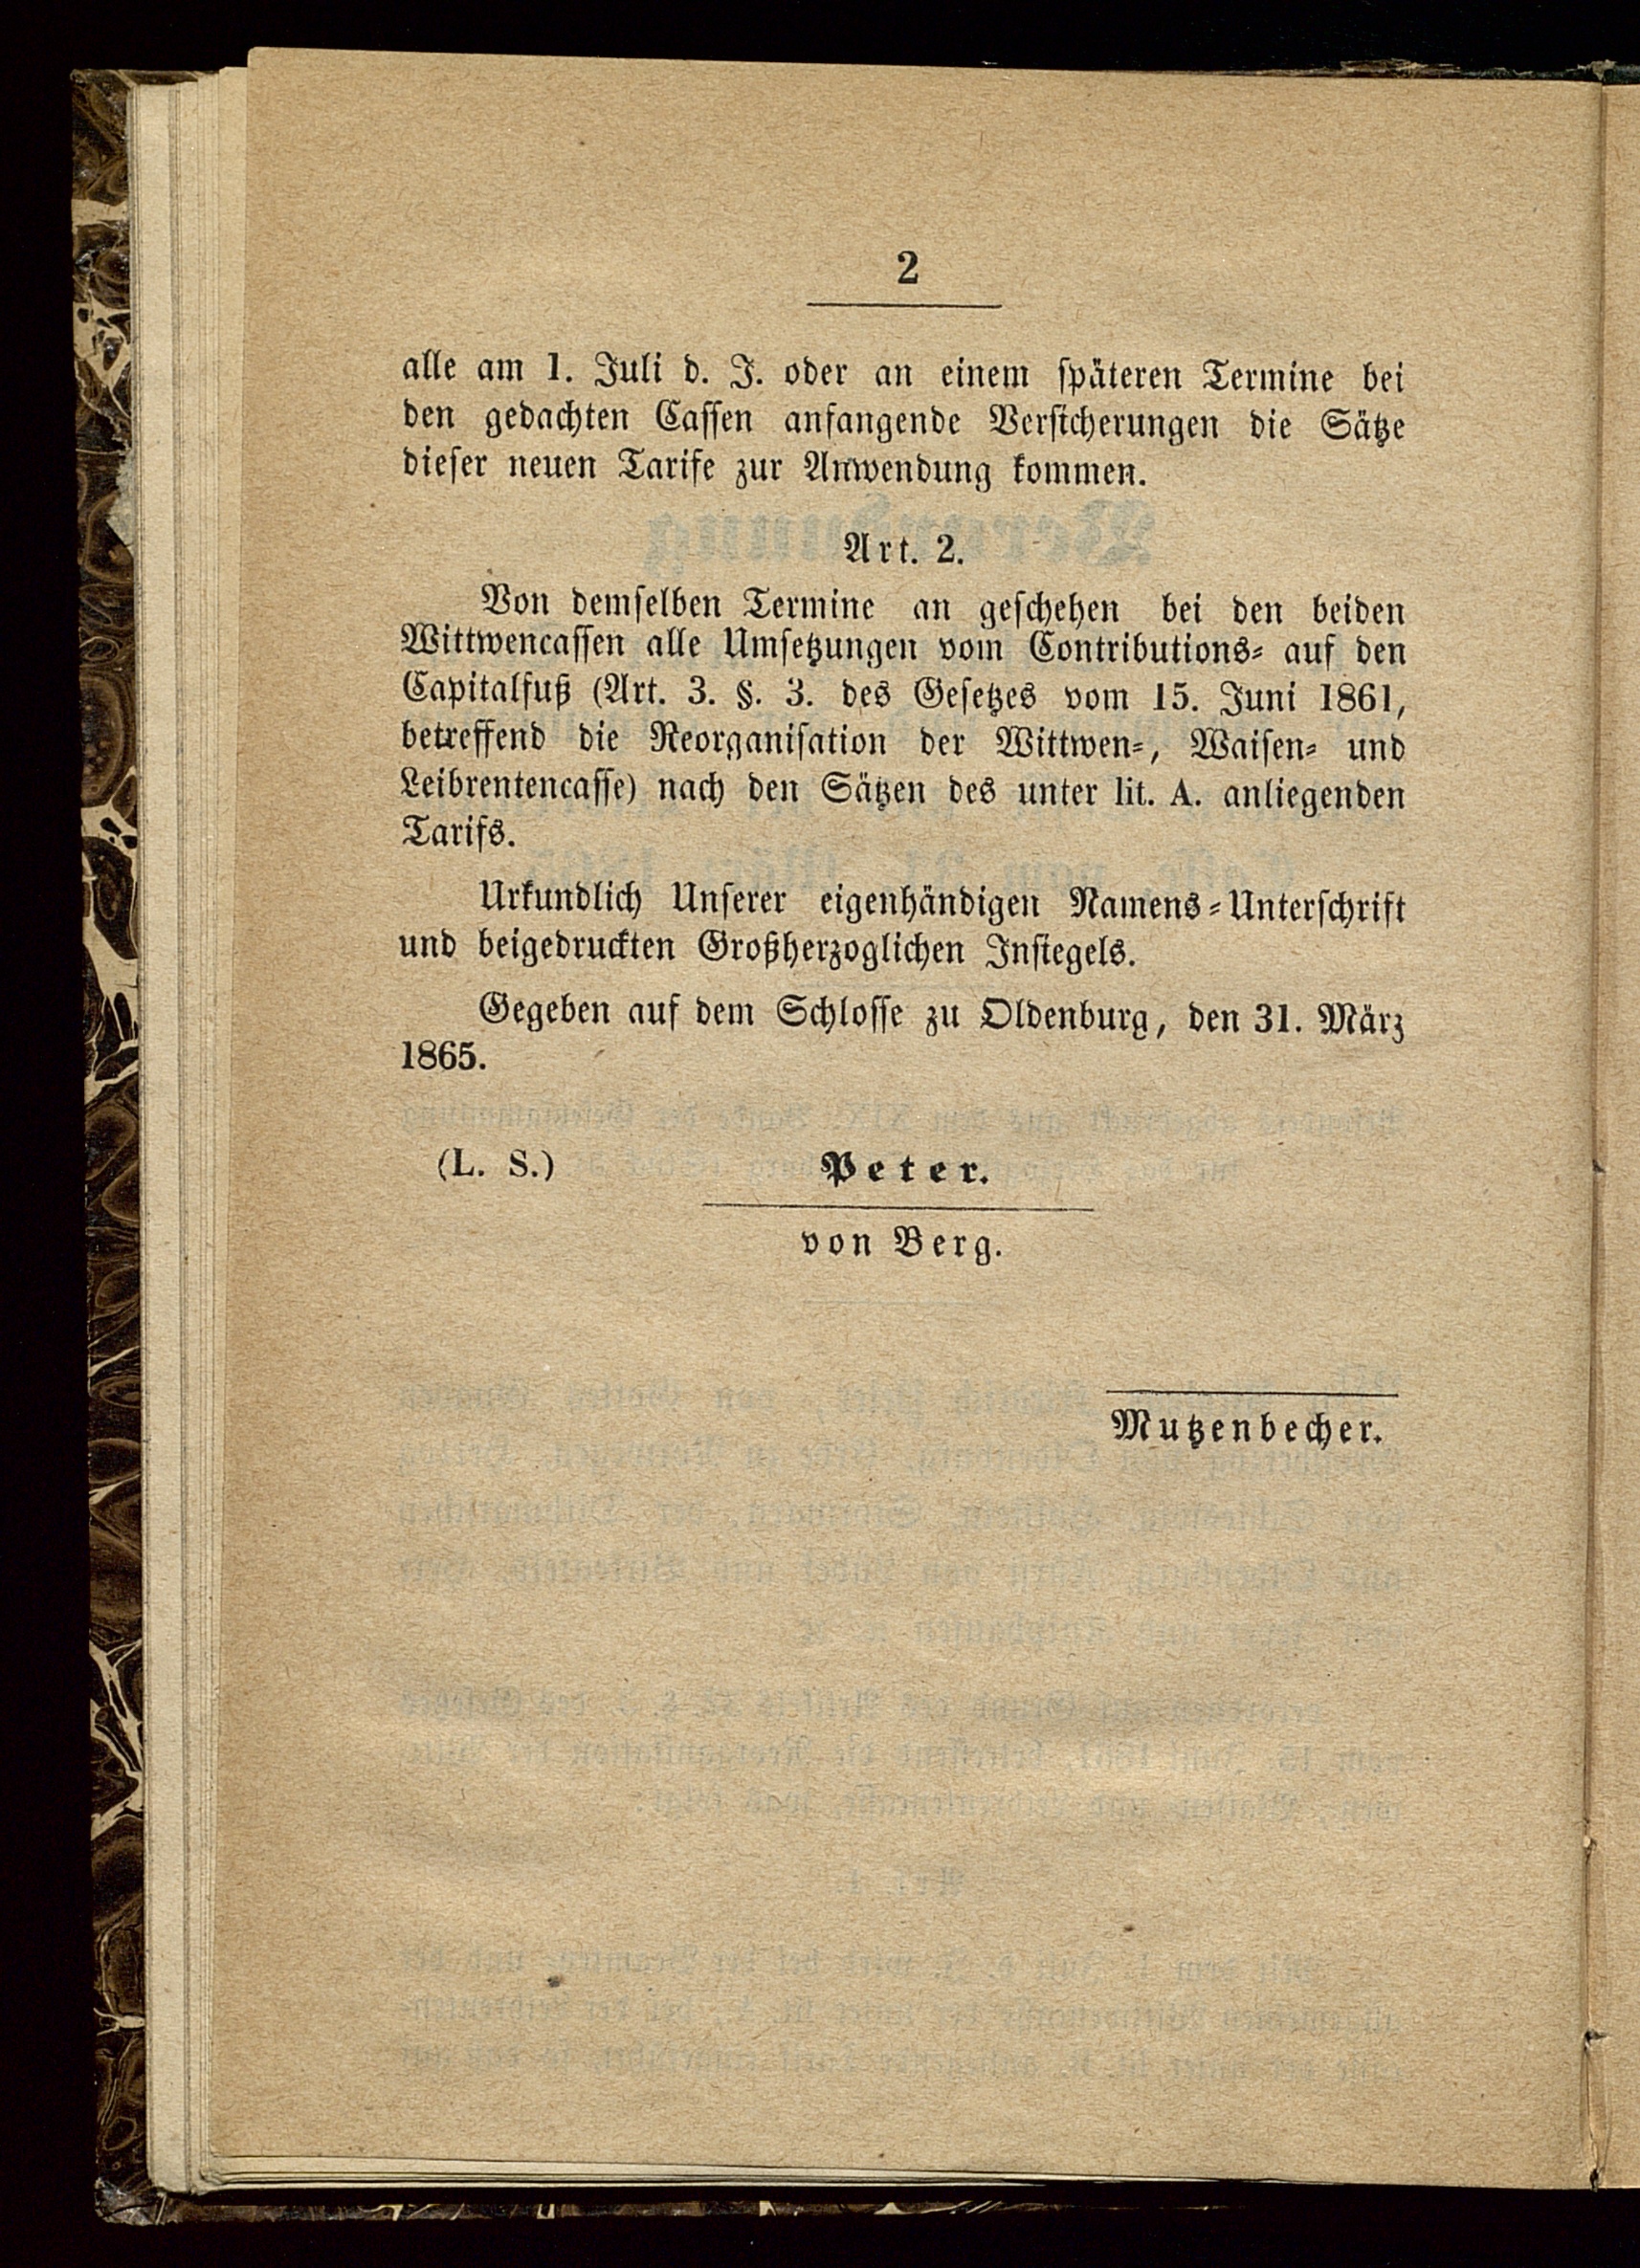 2
alle am 1. Juli d. J. oder an einem späteren Termine bei
den gedachten Cassen anfangende Versicherungen die Sätze
dieser neuen Tarife zur Anwendung kommen.
Art. 2.
Von demselben Termine an geschehen bei den beiden
Wittwencassen alle Umsetzungen vom Contributions- auf den
Capitalfuß (Art. 3. §. 3. des Gesetzes vom 15. Juni 1861,
betreffend die Reorganisation der Wittwen-, Waisen- und
Leibrentencasse) nach den Sätzen des unter lit. A. anliegenden
Tarifs.
Urkundlich Unserer eigenhändigen Namens-Unterschrift
und beigedruckten Großherzoglichen Insiegels.
Gegeben auf dem Schlosse zu Oldenburg, den 31. März
1865.
(L. S.) Peter.
von Berg.
Mutzenbecher.